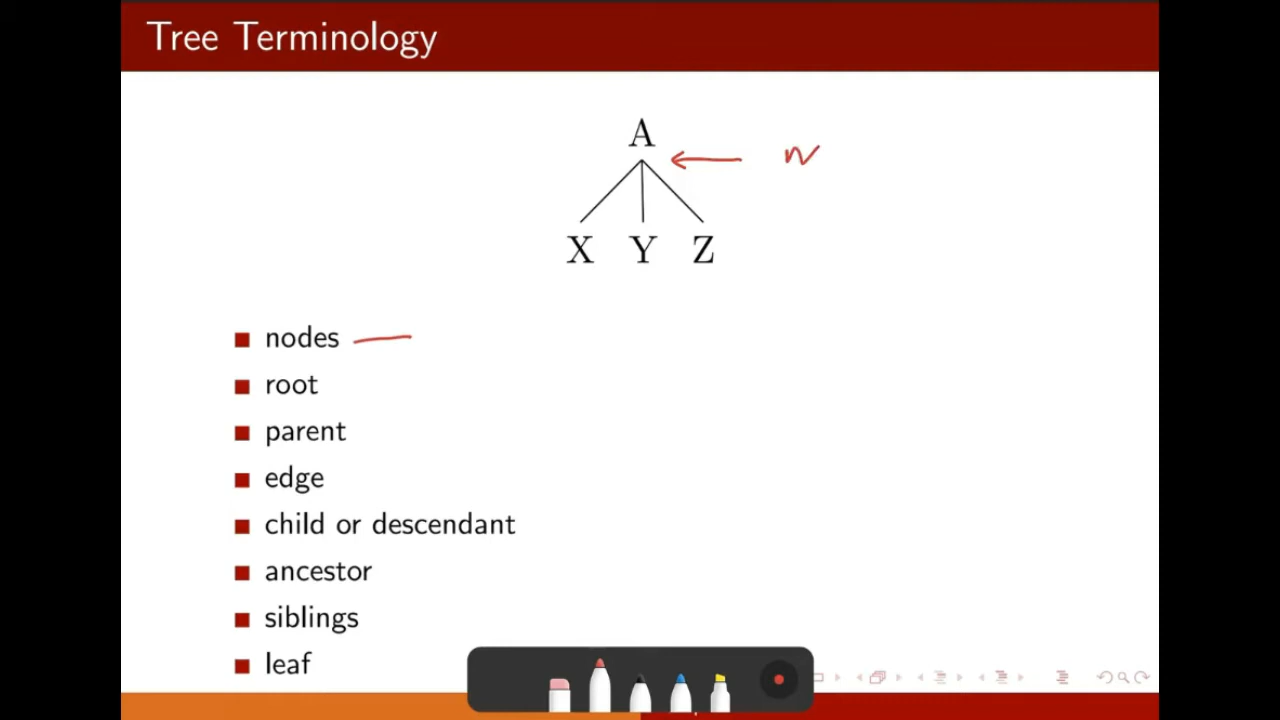 Tree Terminology
A
n
X Y Z
nodes
root
parent
edge
child or descendant
ancestor
siblings
leaf